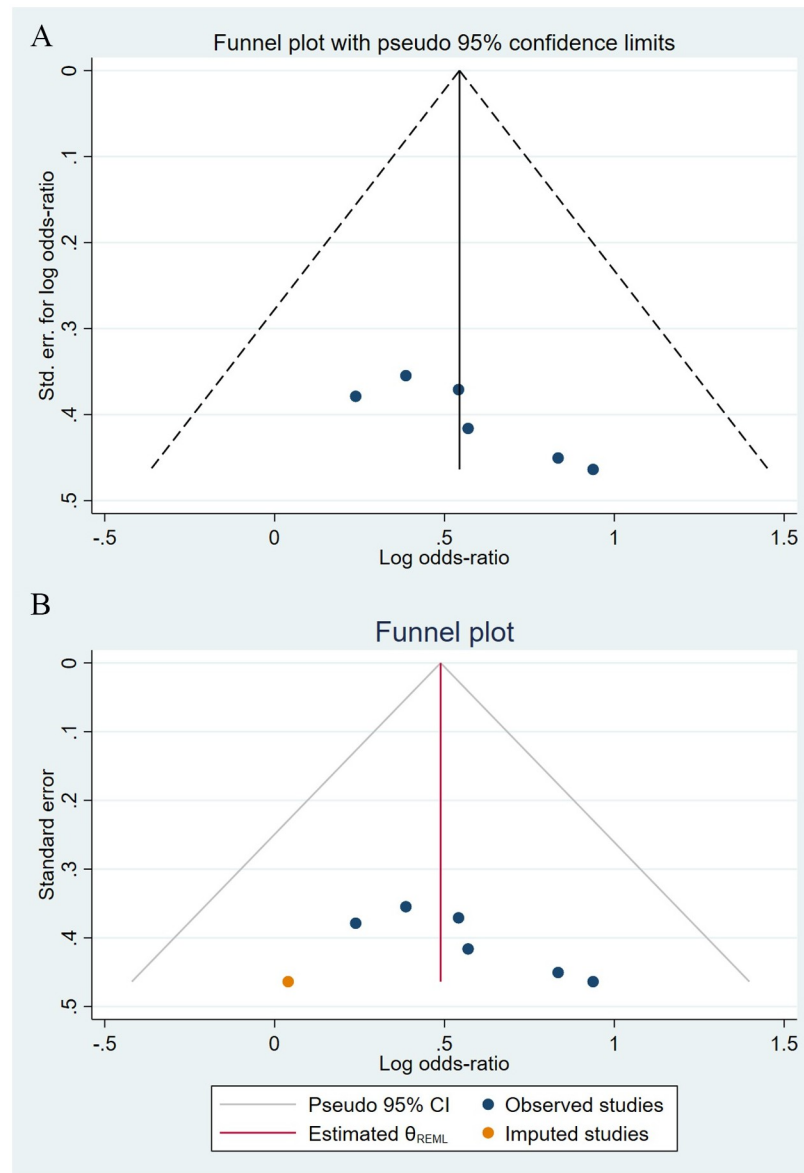 A
Funnel plot with pseudo 95% confidence limits
Std. err. for log odds-ratio
0
.1
.2
.3
.4
.5
-.5
0
.5
1
1.5
Log odds-ratio
B
Funnel plot
Standard error
0
.1
.2
.3
.4
.5
-.5
0
.5
1
1.5
Log odds-ratio
Pseudo 95% CI
Observed studies
Estimated θREML
Imputed studies